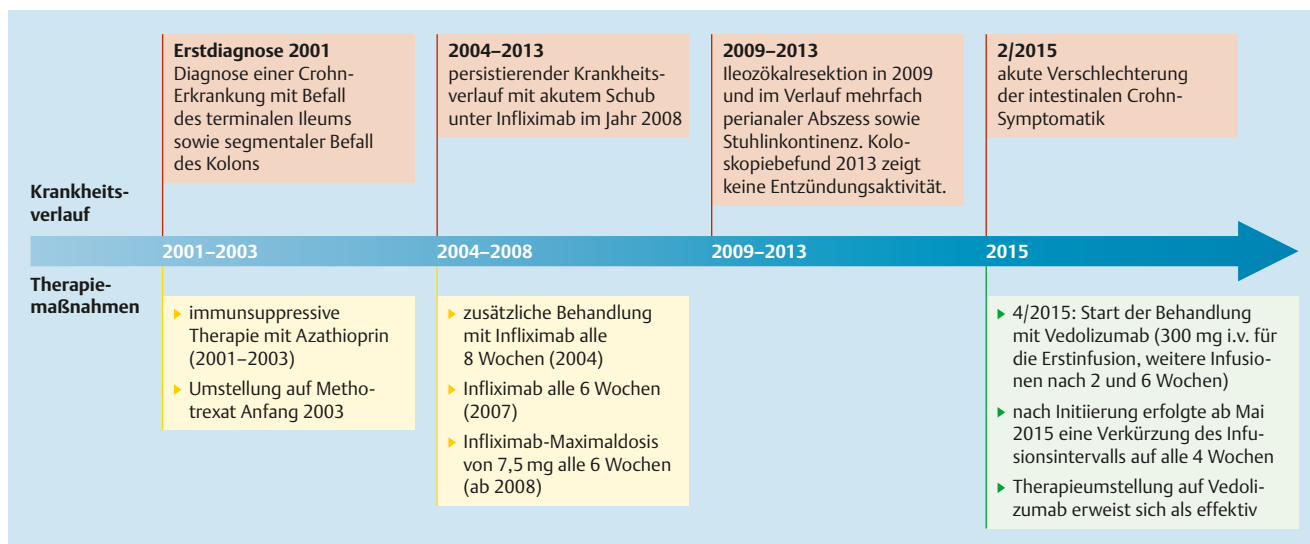 Erstdiagnose 2001
Diagnose einer Crohn-
Erkrankung mit Befall
des terminalen Ileums
sowie segmentaler Befall
des Kolons
2004–2013
persistierender Krankheits-
verlauf mit akutem Schub
unter Infliximab im Jahr 2008
2009–2013
Ileozökalresektion in 2009
und im Verlauf mehrfach
perianaler Abszess sowie
Stuhlinkontinenz. Kolo-
skopiebefund 2013 zeigt
keine Entzündungsaktivität.
2/2015
akute Verschlechterung
der intestinalen Crohn-
Symptomatik
Krankheits-
verlauf
2001–2003
2004–2008
2009–2013
2015
Therapie-
maßnahmen
immunsuppressive
Therapie mit Azathioprin
(2001–2003)
Umstellung auf Metho-
trexat Anfang 2003
zusätzliche Behandlung
mit Infliximab alle
8 Wochen (2004)
Infliximab alle 6 Wochen
(2007)
Infliximab-Maximaldosis
von 7,5 mg alle 6 Wochen
(ab 2008)
4/2015: Start der Behandlung
mit Vedolizumab (300 mg i.v. für
die Erstinfusion, weitere Infusio-
nen nach 2 und 6 Wochen)
nach Initiierung erfolgte ab Mai
2015 eine Verkürzung des Infu-
sionsintervalls auf alle 4 Wochen
Therapieumstellung auf Vedoli-
zumab erweist sich als effektiv